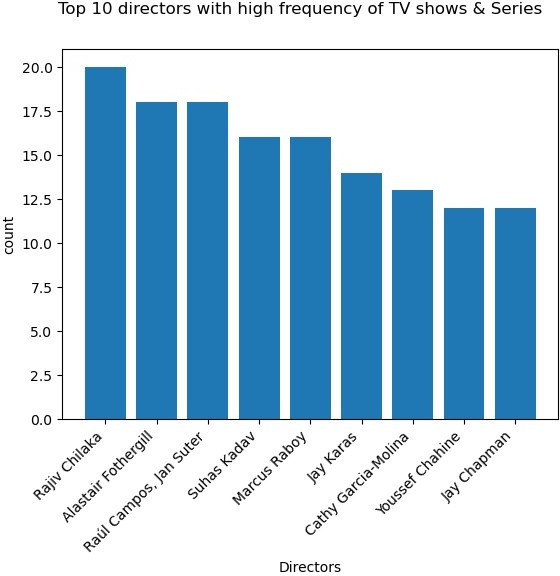 Top 10 directors with high frequency of TV shows & Series
count
20.0
17.5
15.0
12.5
10.0
7.5
5.0
2.5
0.0
Rajiv Chilaka
Alastair Fothergill
Raúl Campos, Jan Suter
Suhas Kadav
Marcus Raboy
Jay Karas
Cathy Garcia-Molina
Youssef Chahine
Jay Chapman
Directors